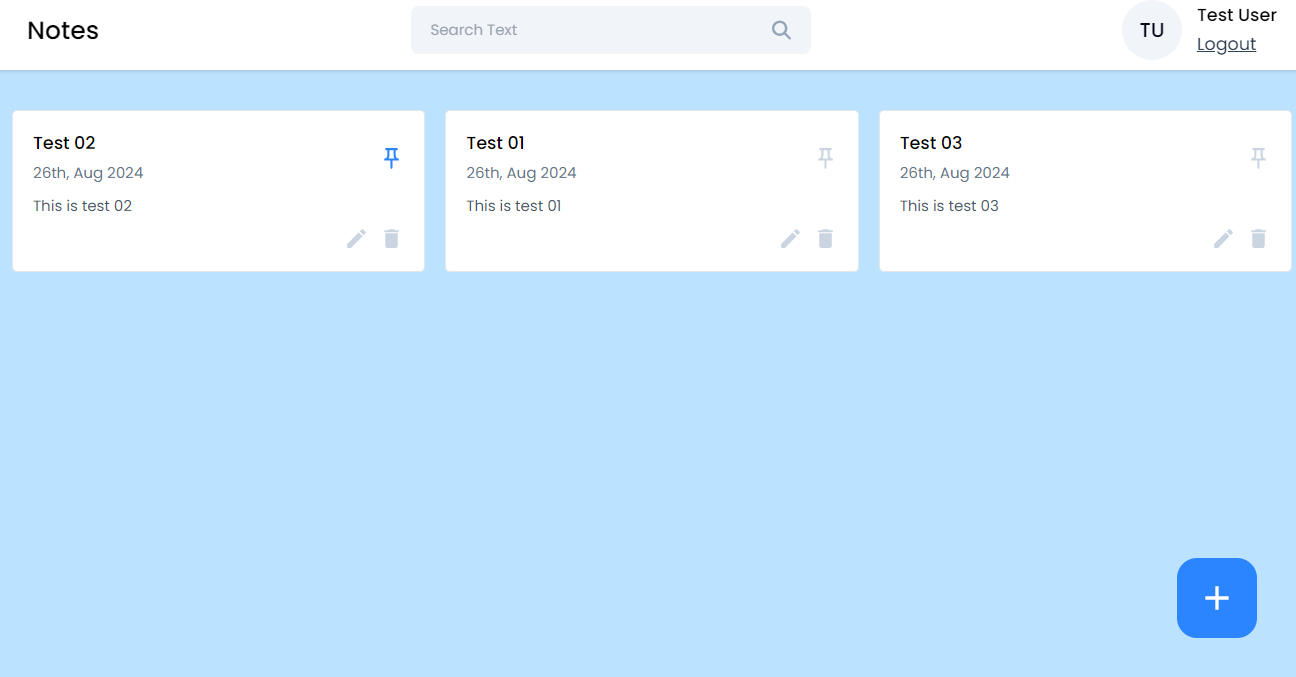 Notes
Search Text
TU
Test User
Logout
Test 02
26th, Aug 2024
This is test 02
Test 01
26th, Aug 2024
This is test 01
Test 03
26th, Aug 2024
This is test 03